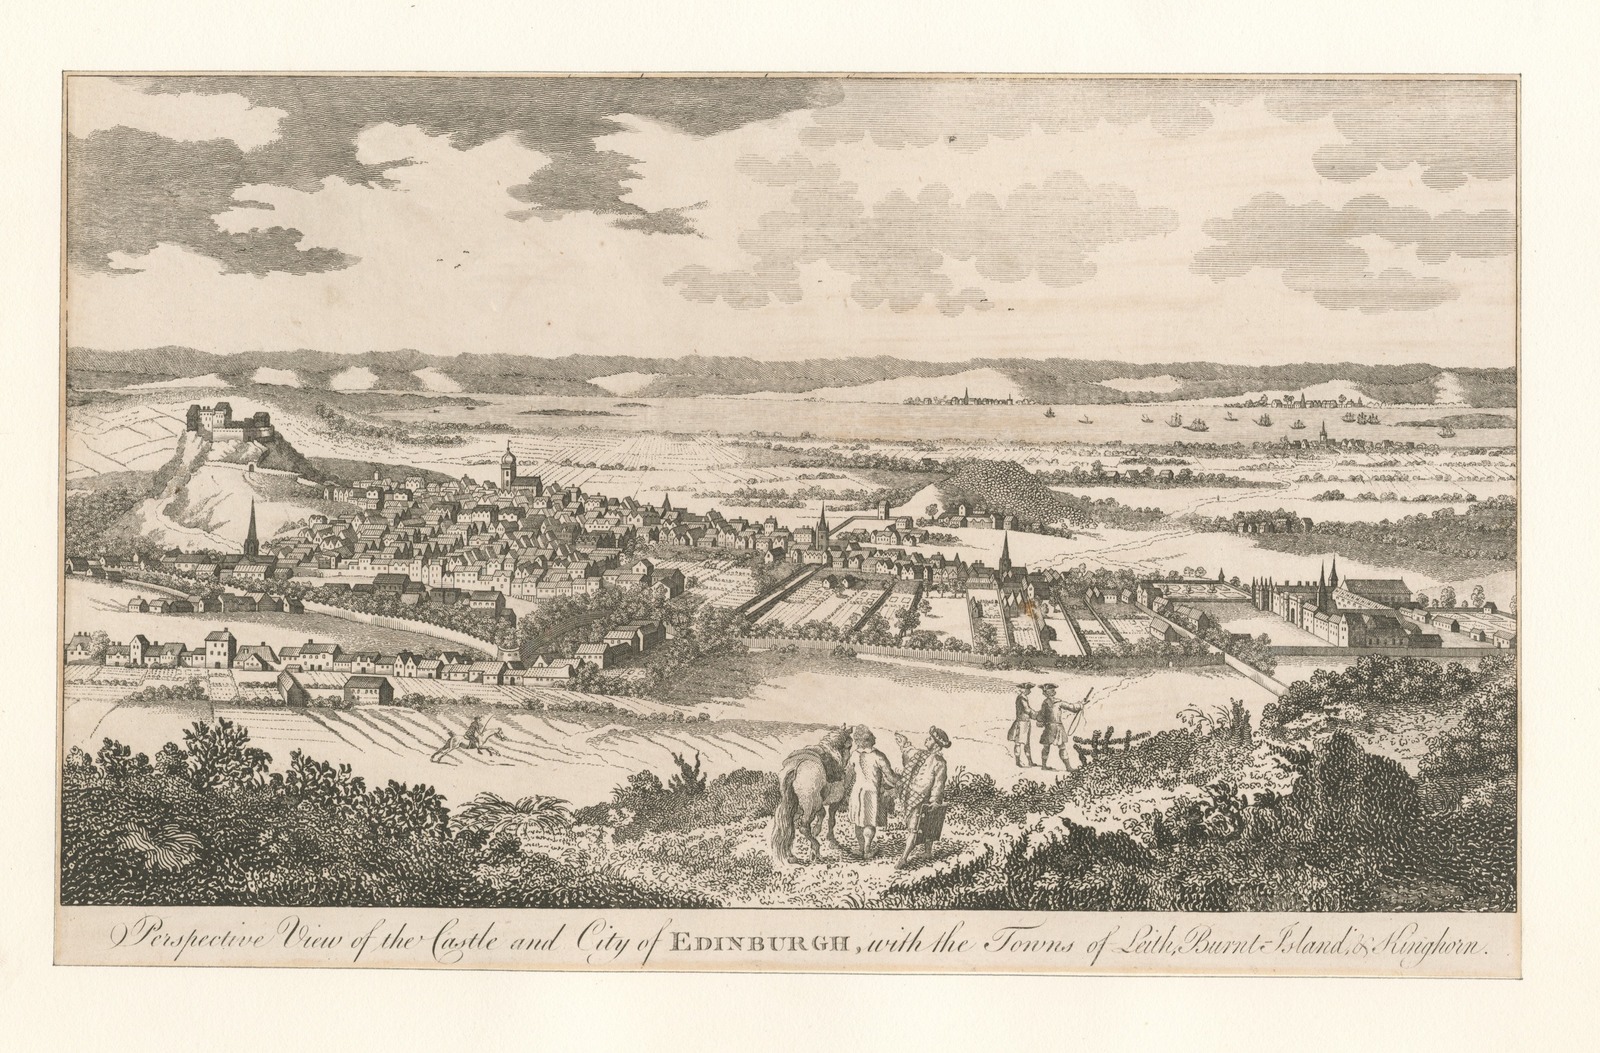 Perspective View of the Castle and City of EDINBURGH, with the Towns of Leith, Burnt-Island, & Kinghorn.